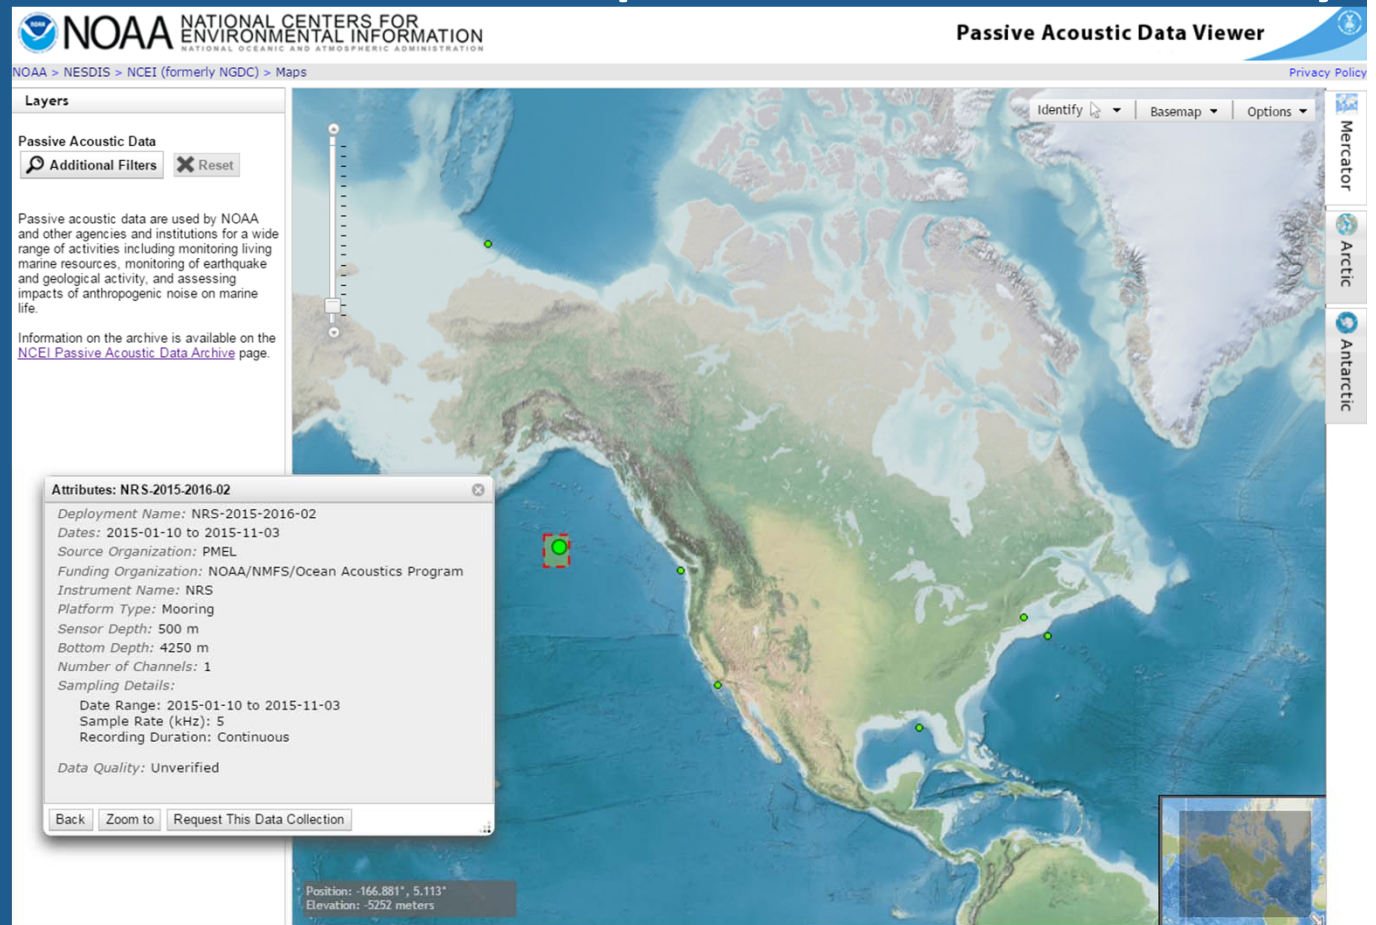 NOAA NATIONAL CENTERS FOR
ENVIRONMENTAL INFORMATION
NATIONAL OCEANIC AND ATMOSPHERIC ADMINISTRATION
Passive Acoustic Data Viewer
NOAA > NESDIS > NCEI (formerly NGDC) > Maps
Privacy Policy
Layers
Passive Acoustic Data
Additional Filters
Reset
Passive acoustic data are used by NOAA
and other agencies and institutions for a wide
range of activities including monitoring living
marine resources, monitoring of earthquake
and geological activity, and assessing
impacts of anthropogenic noise on marine
life.
Information on the archive is available on the
NCEI Passive Acoustic Data Archive page.
Identify
Basemap
Options
Mercator
Arctic
Antarctic
Attributes: NRS-2015-2016-02
Deployment Name: NRS-2015-2016-02
Dates: 2015-01-10 to 2015-11-03
Source Organization: PMEL
Funding Organization: NOAA/NMFS/Ocean Acoustics Program
Instrument Name: NRS
Platform Type: Mooring
Sensor Depth: 500 m
Bottom Depth: 4250 m
Number of Channels: 1
Sampling Details:
Date Range: 2015-01-10 to 2015-11-03
Sample Rate (kHz): 5
Recording Duration: Continuous
Data Quality: Unverified
Back
Zoom to
Request This Data Collection
Position: -166.881°, 5.113°
Elevation: -5252 meters